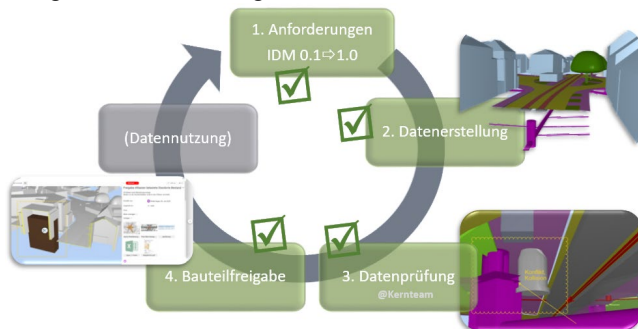 1. Anforderungen
IDM 0.1⇨1.0
(Datennutzung)
2. Datenerstellung
4. Bauteilfreigabe
3. Datenprüfung
@Kernteam